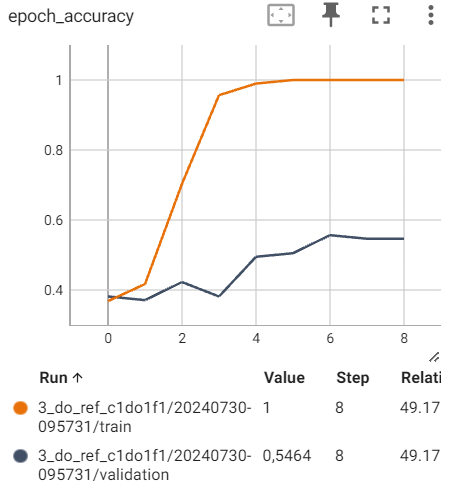 epoch_accuracy
1
0.8
0.6
0.4
0 2 4 6 8
Run ↑ Value Step Relati
3_do_ref_c1do1f1/20240730- 1 8 49.17
095731/train
3_do_ref_c1do1f1/20240730- 0,5464 8 49.17
095731/validation